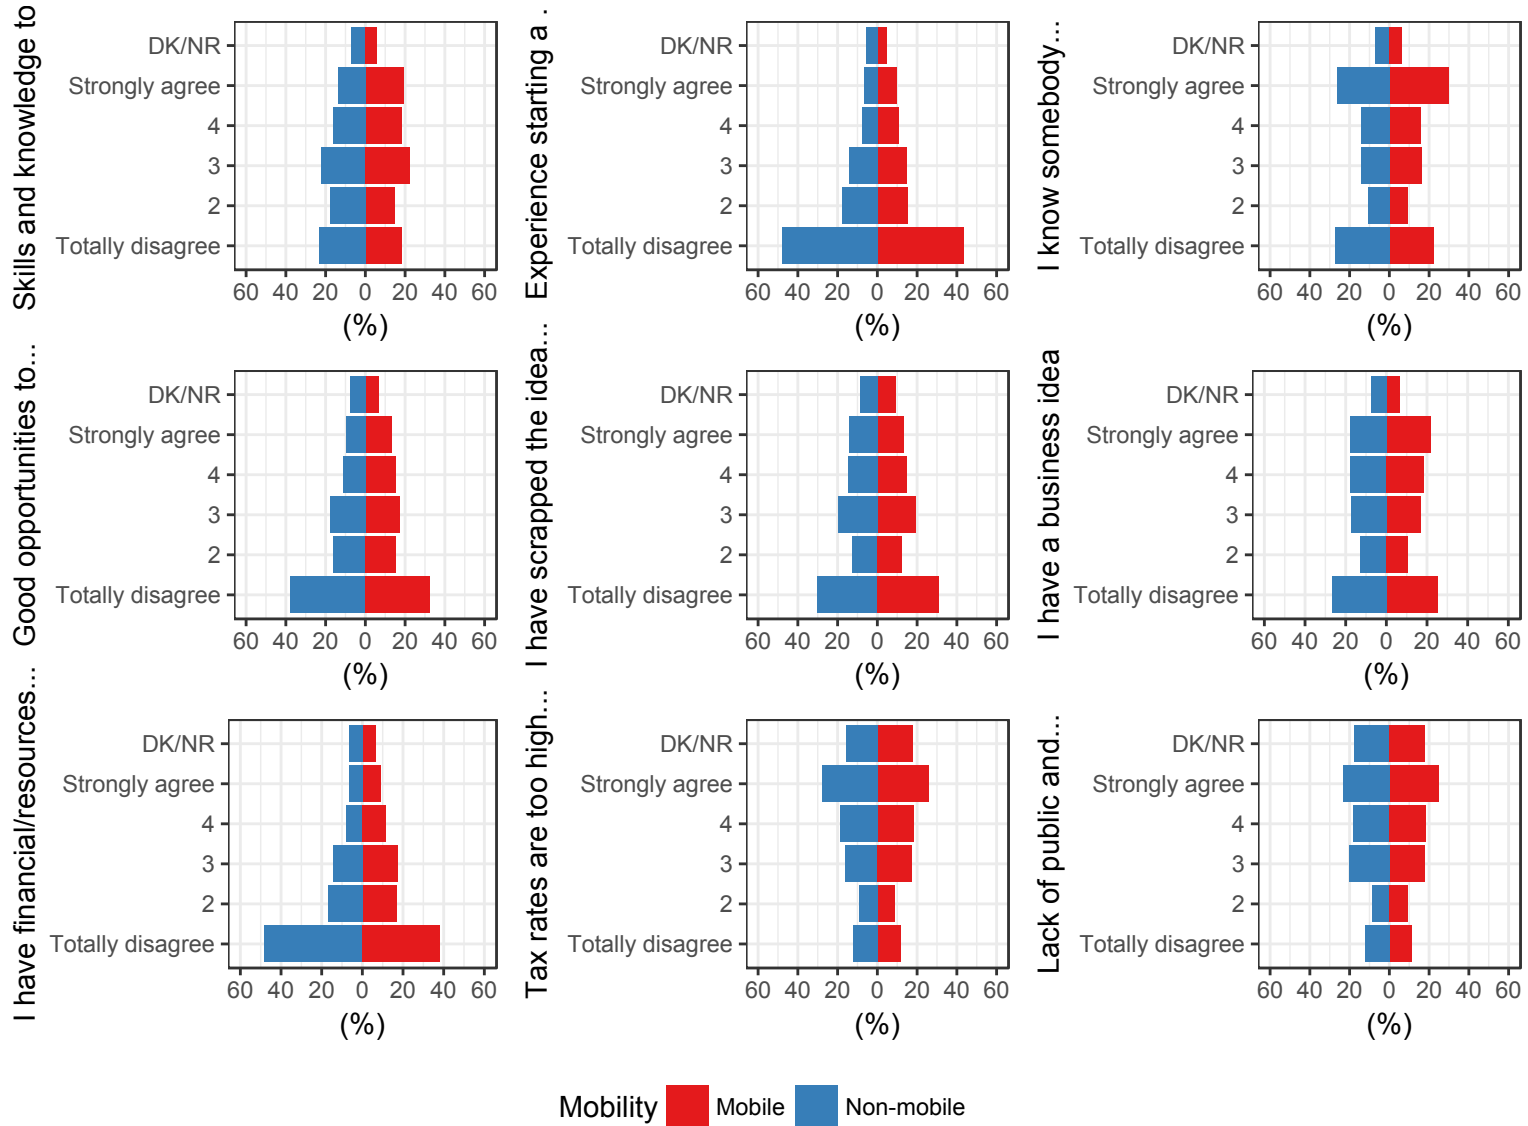 Skills and knowledge to
DK/NR
Strongly agree
4
3
2
Totally disagree
60 40 20 0 20 40 60
(%)
Experience starting a .
DK/NR
Strongly agree
4
3
2
Totally disagree
60 40 20 0 20 40 60
(%)
I know somebody...
DK/NR
Strongly agree
4
3
2
Totally disagree
60 40 20 0 20 40 60
(%)
Good opportunities to...
DK/NR
Strongly agree
4
3
2
Totally disagree
60 40 20 0 20 40 60
(%)
I have scrapped the idea...
DK/NR
Strongly agree
4
3
2
Totally disagree
60 40 20 0 20 40 60
(%)
I have a business idea
DK/NR
Strongly agree
4
3
2
Totally disagree
60 40 20 0 20 40 60
(%)
I have financial/resources...
DK/NR
Strongly agree
4
3
2
Totally disagree
60 40 20 0 20 40 60
(%)
Tax rates are too high...
DK/NR
Strongly agree
4
3
2
Totally disagree
60 40 20 0 20 40 60
(%)
Lack of public and...
DK/NR
Strongly agree
4
3
2
Totally disagree
60 40 20 0 20 40 60
(%)
Mobility Mobile Non-mobile